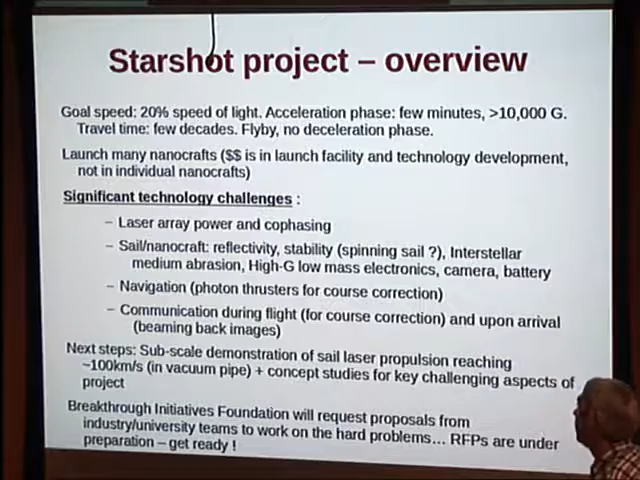 Starshot project – overview
Goal speed: 20% speed of light. Acceleration phase: few minutes, >10,000 G.
Travel time: few decades. Flyby, no deceleration phase.
Launch many nanocrafts ($$ is in launch facility and technology development,
not in individual nanocrafts)
Significant technology challenges :
– Laser array power and cophasing
– Sail/nanocraft: reflectivity, stability (spinning sail ?), Interstellar
medium abrasion, High-G low mass electronics, camera, battery
– Navigation (photon thrusters for course correction)
– Communication during flight (for course correction) and upon arrival
(beaming back images)
Next steps: Sub-scale demonstration of sail laser propulsion reaching
~100km/s (in vacuum pipe) + concept studies for key challenging aspects of
project
Breakthrough Initiatives Foundation will request proposals from
industry/university teams to work on the hard problems... RFPs are under
preparation – get ready !